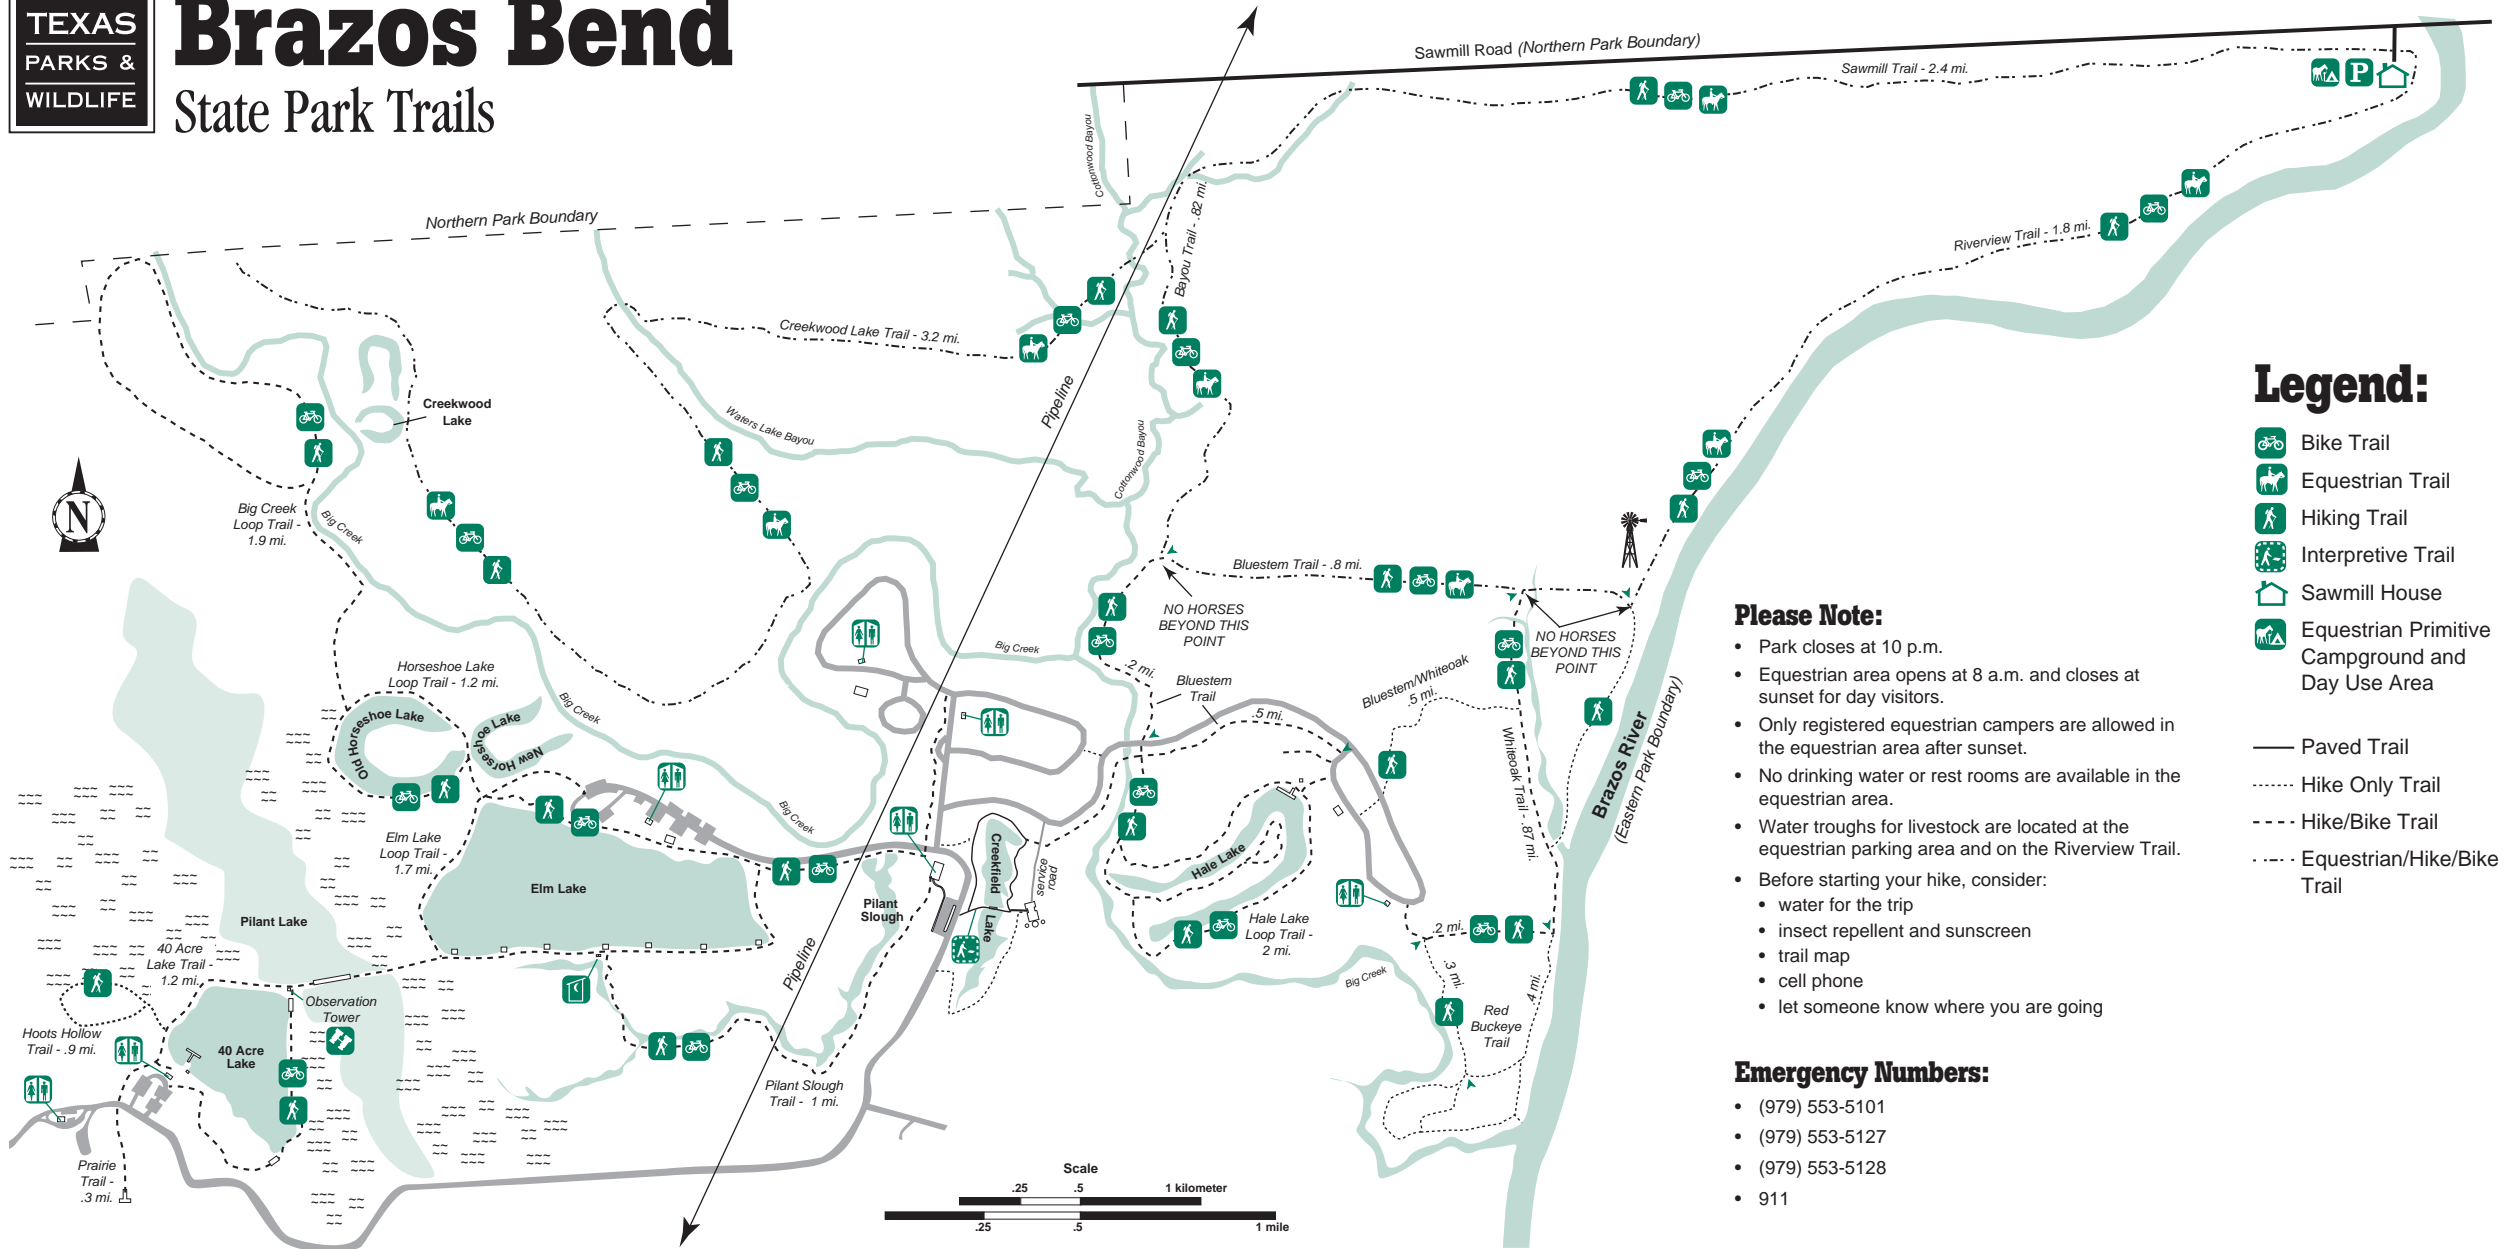 TEXAS
PARKS &
WILDLIFE
Brazos Bend
State Park Trails
Sawmill Road (Northern Park Boundary)
Sawmill Trail - 2.4 mi.
P
Cottonwood Bayou
Northern Park Boundary
Bayou Trail - .82 mi.
Riverview Trail - 1.8 mi.
Creekwood Lake Trail - 3.2 mi.
Pipeline
Creekwood
Lake
Waters Lake Bayou
Cottonwood Bayou
N
Big Creek
Loop Trail -
1.9 mi.
Big Creek
Bluestem Trail - .8 mi.
NO HORSES
BEYOND THIS
POINT
NO HORSES
BEYOND THIS
POINT
Big Creek
.2 mi.
Bluestem
Trail
Bluestem/Whiteoak
.5 mi.
.5 mi.
Horseshoe Lake
Loop Trail - 1.2 mi.
Old Horseshoe Lake
New Horseshoe Lake
Big Creek
Big Creek
Whiteoak Trail - .87 mi.
Brazos River
(Eastern Park Boundary)
Elm Lake
Loop Trail -
1.7 mi.
Elm Lake
Pilant
Slough
Creekfield
Lake
service
road
Hale Lake
Hale Lake
Loop Trail -
2 mi.
.2 mi.
.3 mi.
.4 mi.
Big Creek
Red
Buckeye
Trail
Pilant Lake
40 Acre
Lake Trail -
1.2 mi.
Observation
Tower
Hoots Hollow
Trail - .9 mi.
40 Acre
Lake
Pipeline
Pilant Slough
Trail - 1 mi.
Prairie
Trail -
.3 mi.
Scale
.25 .5 1 kilometer
.25 .5 1 mile
Legend:
Bike Trail
Equestrian Trail
Hiking Trail
Interpretive Trail
Sawmill House
Equestrian Primitive
Campground and
Day Use Area
Paved Trail
Hike Only Trail
Hike/Bike Trail
Equestrian/Hike/Bike
Trail
Please Note:
• Park closes at 10 p.m.
• Equestrian area opens at 8 a.m. and closes at
sunset for day visitors.
• Only registered equestrian campers are allowed in
the equestrian area after sunset.
• No drinking water or rest rooms are available in the
equestrian area.
• Water troughs for livestock are located at the
equestrian parking area and on the Riverview Trail.
• Before starting your hike, consider:
• water for the trip
• insect repellent and sunscreen
• trail map
• cell phone
• let someone know where you are going
Emergency Numbers:
• (979) 553-5101
• (979) 553-5127
• (979) 553-5128
• 911